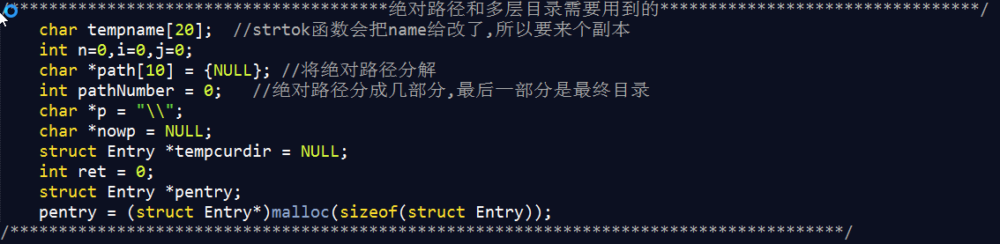 /****************************************绝对路径和多层目录需要用到的**********************************/
char tempname[20];  //strtok函数会把name给改了,所以要来个副本
int n=0,i=0,j=0;
char *path[10] = {NULL}; //将绝对路径分解
int pathNumber = 0;   //绝对路径分成几部分,最后一部分是最终目录
char *p = "\\";
char *nowp = NULL;
struct Entry *tempcurdir = NULL;
int ret = 0;
struct Entry *pentry;
pentry = (struct Entry*)malloc(sizeof(struct Entry));
/****************************************************************************************/